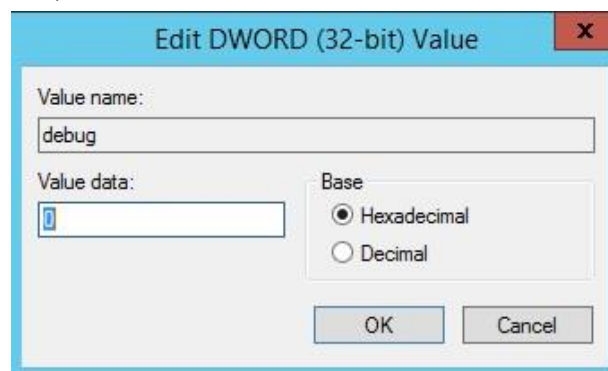 Edit DWORD (32-bit) Value
x
Value name:
debug
Value data:
0
Base
Hexadecimal
Decimal
OK
Cancel